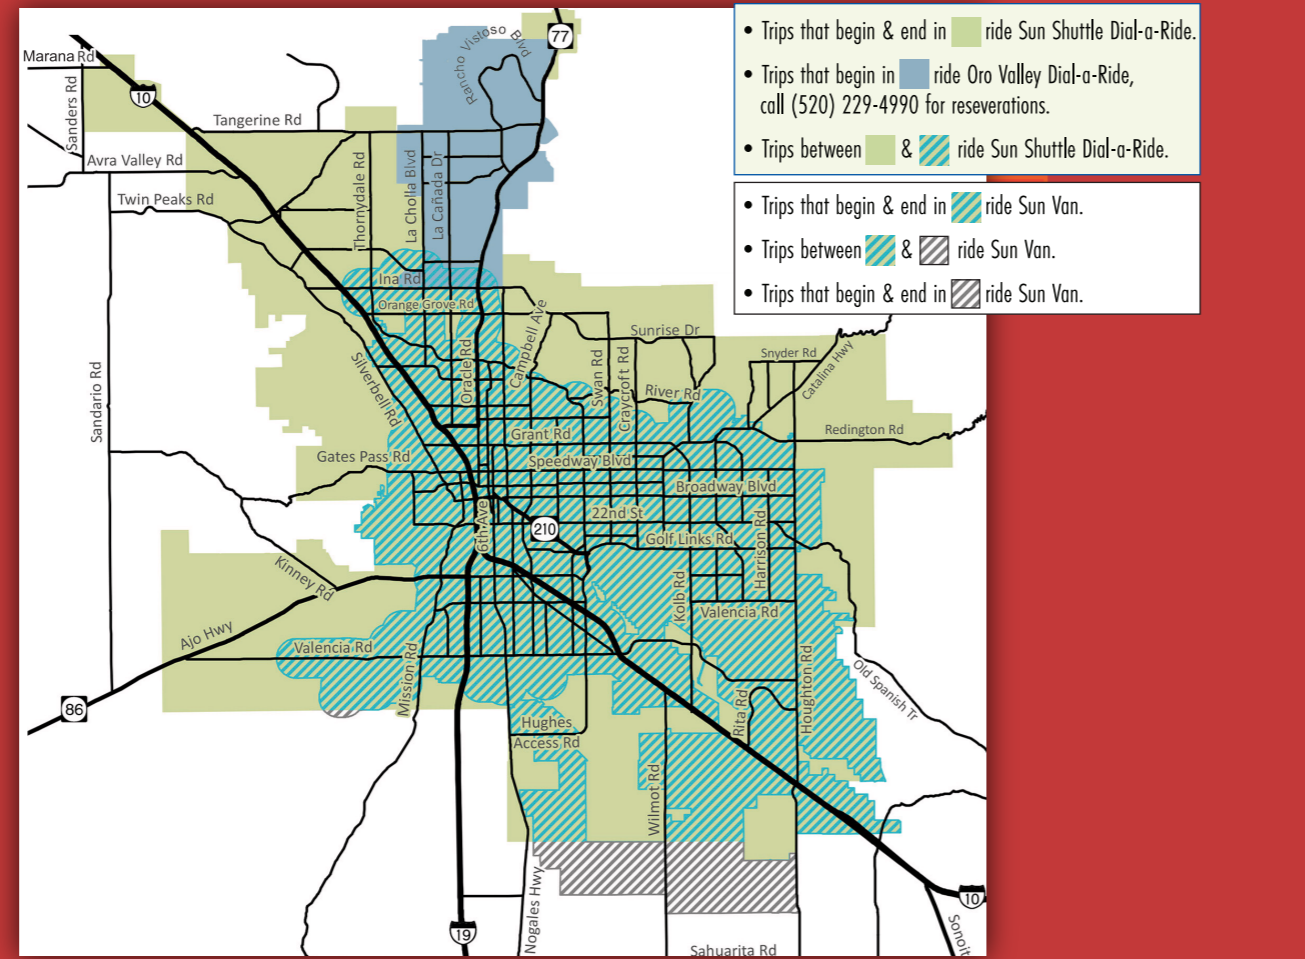 • Trips that begin & end in ride Sun Shuttle Dial-a-Ride.
• Trips that begin in ride Oro Valley Dial-a-Ride,
call (520) 229-4990 for reseverations.
• Trips between & ride Sun Shuttle Dial-a-Ride.
• Trips that begin & end in ride Sun Van.
• Trips between & ride Sun Van.
• Trips that begin & end in ride Sun Van.
Rancho Vistoso Blvd
77
Marana Rd
10
Sanders Rd
Tangerine Rd
Avra Valley Rd
Twin Peaks Rd
Thornydale Rd
La Cholla Blvd
La Cañada Dr
Ina Rd
Orange Grove Rd
Campbell Ave
Sunrise Dr
Snyder Rd
Catalina Hwy
Silverbell Rd
Oracle Rd
Swan Rd
Craycroft Rd
River Rd
Sandario Rd
Redington Rd
Grant Rd
Gates Pass Rd
Speedway Blvd
Broadway Blvd
6th Ave
22nd St
210
Golf Links Rd
Harrison Rd
Kinney Rd
Kolb Rd
Valencia Rd
Ajo Hwy
Valencia Rd
Mission Rd
Houghton Rd
Old Spanish Tr
86
Rita Rd
Hughes
Access Rd
Wilmot Rd
Nogales Hwy
10
19
Sonoit
Sahuarita Rd